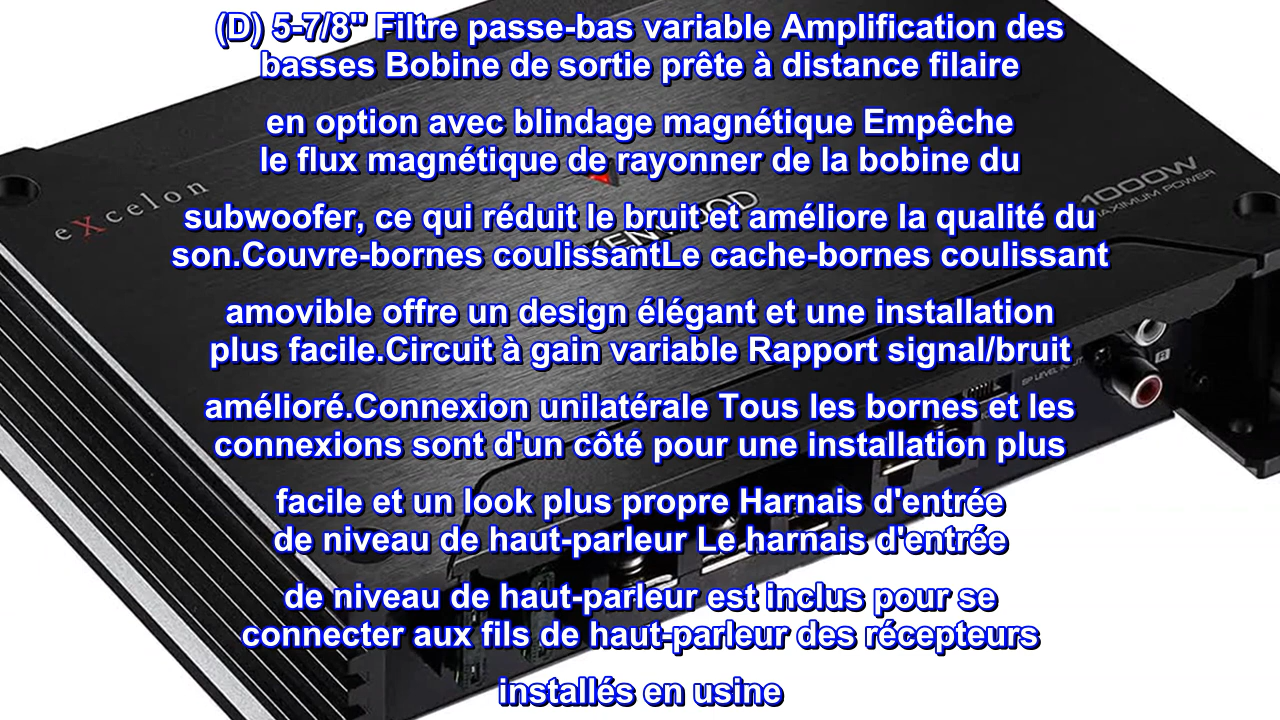 (D) 5-7/8" Filtre passe-bas variable Amplification des
basses Bobine de sortie prête à distance filaire
en option avec blindage magnétique Empêche
le flux magnétique de rayonner de la bobine du
subwoofer, ce qui réduit le bruit et améliore la qualité du
son.Couvre-bornes coulissantLe cache-bornes coulissant
amovible offre un design élégant et une installation
plus facile.Circuit à gain variable Rapport signal/bruit
amélioré.Connexion unilatérale Tous les bornes et les
connexions sont d'un côté pour une installation plus
facile et un look plus propre Harnais d'entrée
de niveau de haut-parleur Le harnais d'entrée
de niveau de haut-parleur est inclus pour se
connecter aux fils de haut-parleur des récepteurs
installés en usine
eXcelon
KENWOOD
1000W
MAXIMUM POWER
R